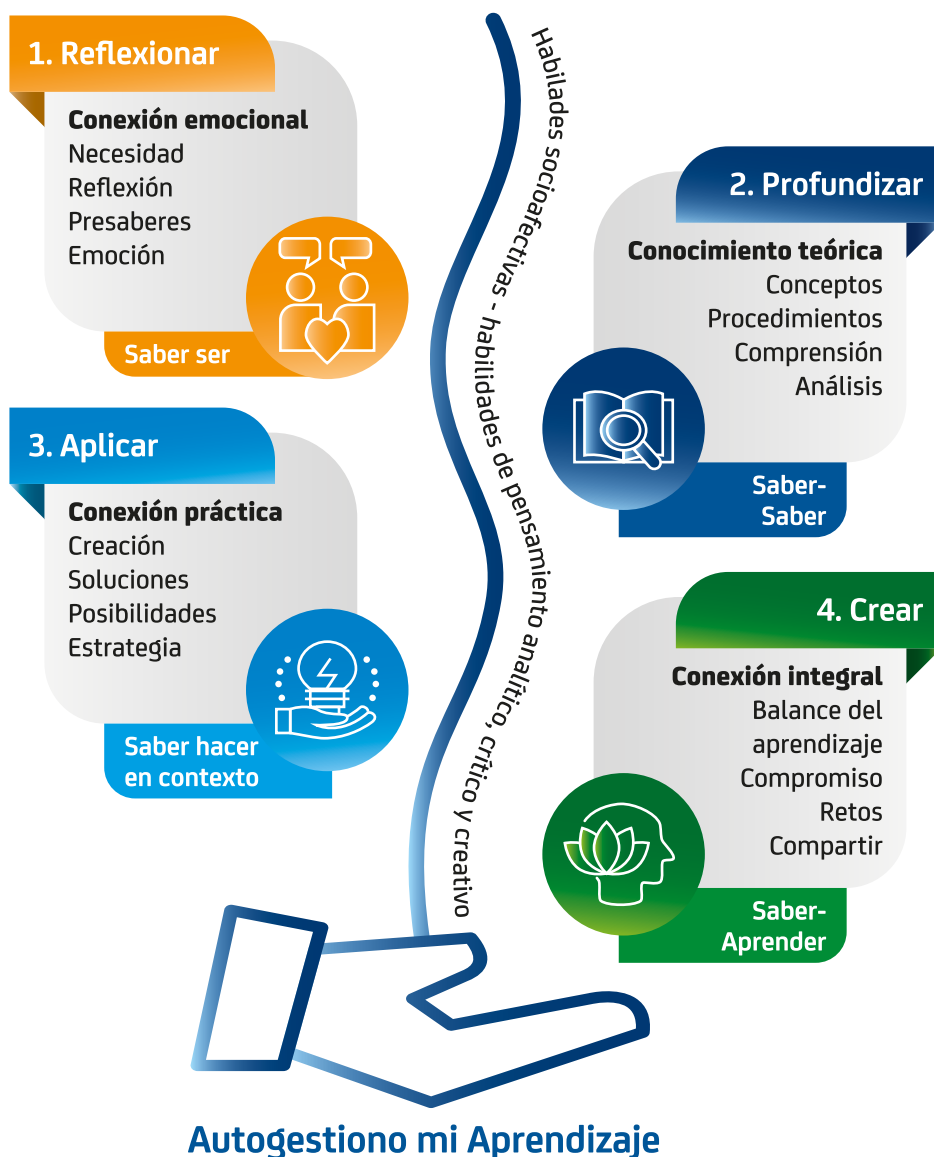 1. Reflexionar
Conexión emocional
Necesidad
Reflexión
Presaberes
Emoción
Saber ser
Habilades socioafectivas - habilidades de pensamiento analítico, crítico y creativo
2. Profundizar
Conocimiento teórica
Conceptos
Procedimientos
Comprensión
Análisis
Saber-
Saber
3. Aplicar
Conexión práctica
Creación
Soluciones
Posibilidades
Estrategia
Saber hacer
en contexto
4. Crear
Conexión integral
Balance del
aprendizaje
Compromiso
Retos
Compartir
Saber-
Aprender
Autogestiono mi Aprendizaje